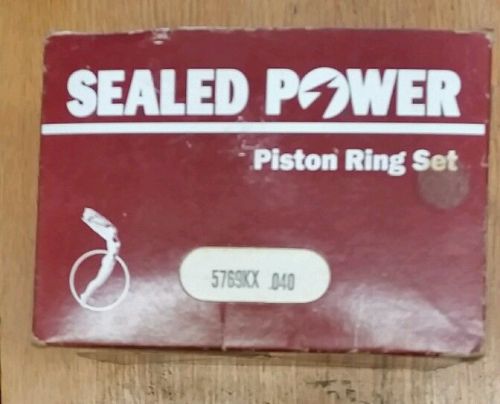 SEALED POWER
Piston Ring Set
5769KX .040